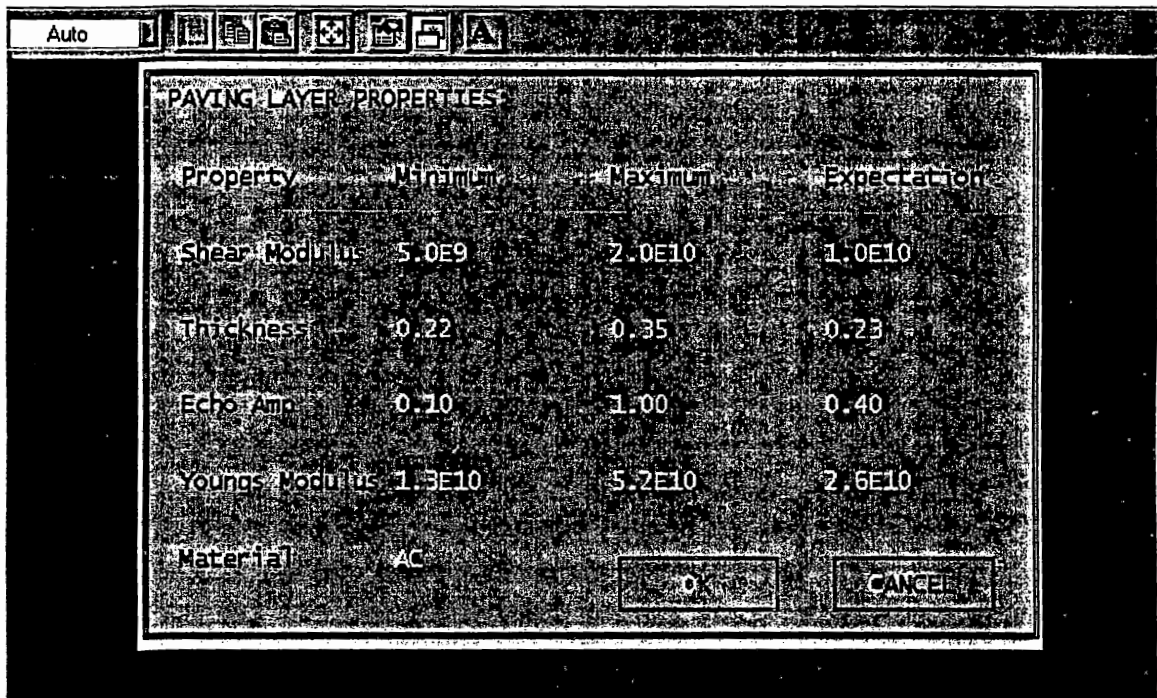 Auto
A
PAVING LAYER PROPERTIES
Property Minimum Maximum Expectation
Shear Modulus 5.0E9 2.0E10 1.0E10
Thickness 0.22 0.35 0.23
Echo Amp 0.10 1.00 0.40
Youngs Modulus 1.3E10 5.2E10 2.6E10
Material AC
OK CANCEL